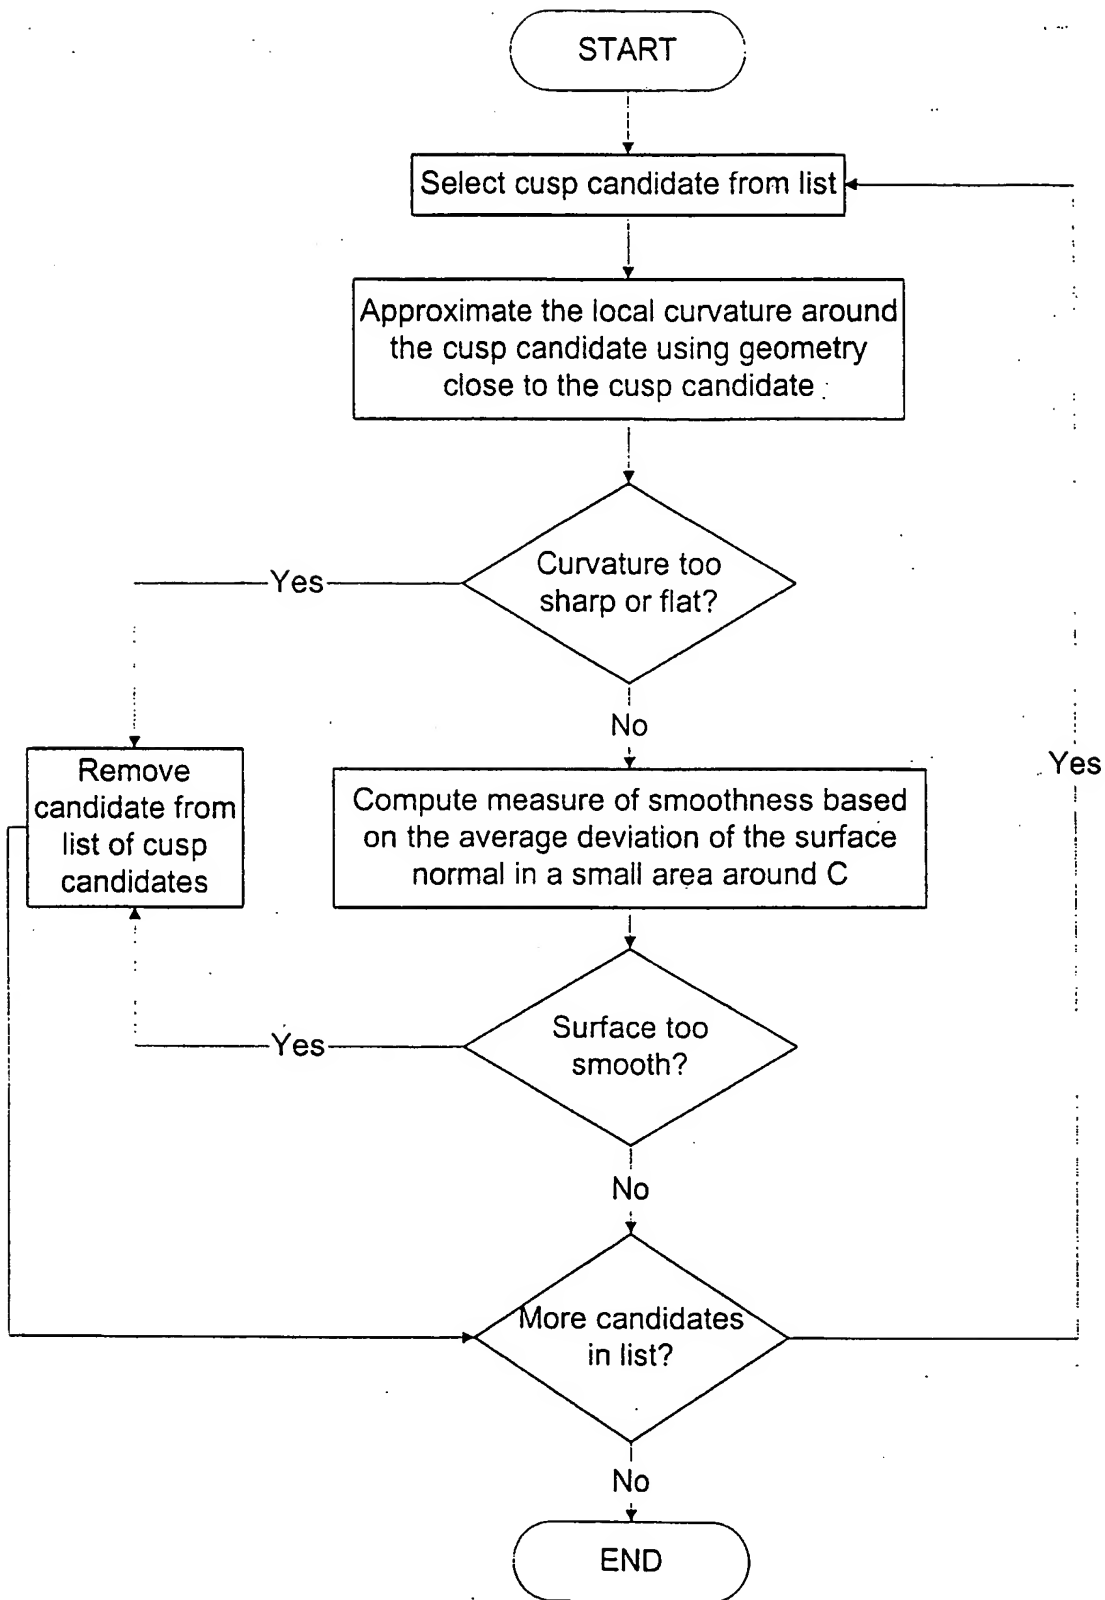 START
Select cusp candidate from list
Approximate the local curvature around
the cusp candidate using geometry
close to the cusp candidate
Curvature too
sharp or flat?
Yes
No
Remove
candidate from
list of cusp
candidates
Compute measure of smoothness based
on the average deviation of the surface
normal in a small area around C
Yes
Surface too
smooth?
Yes
No
More candidates
in list?
No
END